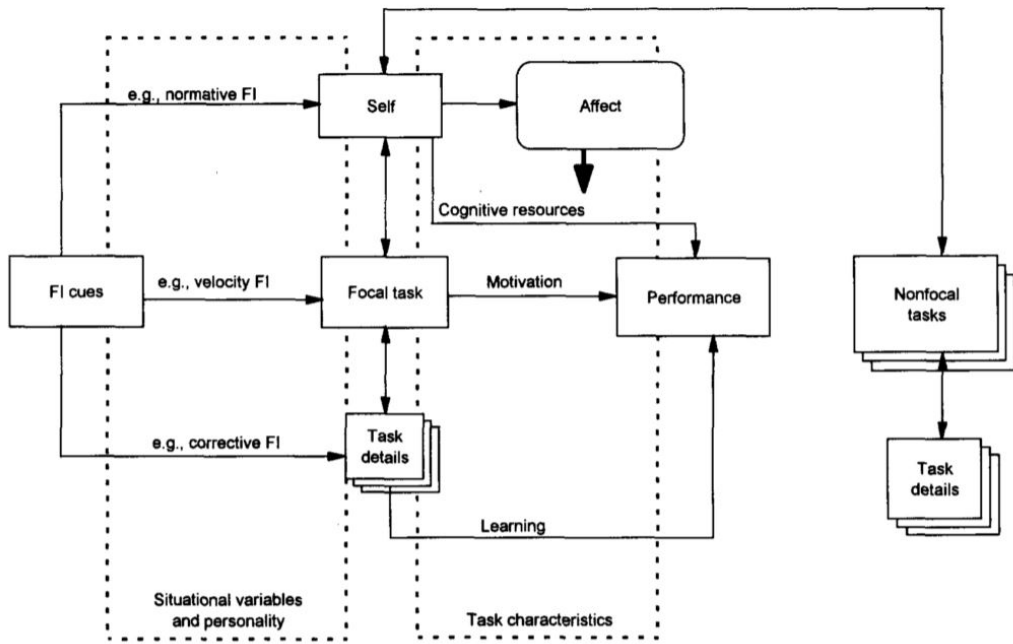 e.g., normative FI
Self
Affect
Cognitive resources
FI cues
e.g., velocity FI
Focal task
Motivation
Performance
Nonfocal
tasks
e.g., corrective FI
Task
details
Task
details
Learning
Situational variables
and personality
Task characteristics